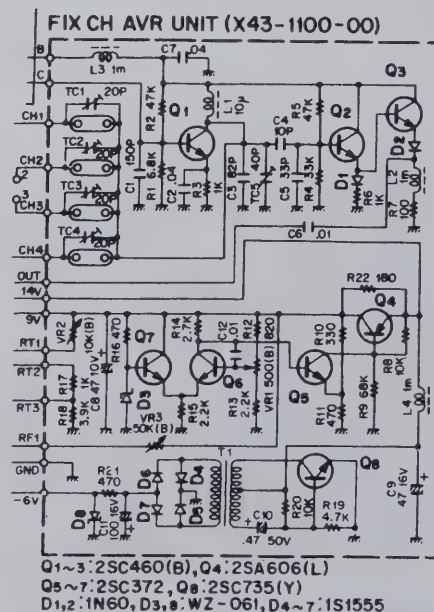 FIX CH AVR UNIT (X43-1100-00)
B
C7 .04
L3 1m
C
Q3
TC1 20P
R2 47K
Q1
L1 10μ
R5 47K
Q2
CH1
C4 10P
D2
TC2 20P
CH2
C1 150P
R1 6.8K
C2 .04
R3 1K
C3 82P
TC5 40P
C5 33P
R4 33K
D1
R6 1K
L2 1m
R7 100
2
3
TC3 20P
CH3
TC4 20P
CH4
C6 .01
OUT
14V
R22 180
9V
VR2 10K(B)
R16 470
Q7
R14 2.7K
C12 .01
R12 820
R10 330
Q4
RT1
RT2
C8 47 10V
Q6
VR1 500(B)
Q5
R8 10K
R17 1K
D3
R15 2.2K
R13 2.2K
R11 470
R9 68K
L4 1m
RT3
R18 3.9K
VR3 50K(B)
RF1
T1
GND
R21 470
D6
D4
Q8
-6V
D7
D5
R20 10K
R19 4.7K
C9 47 16V
D8
C11 100 16V
C10 .47 50V
Q1~3:2SC460(B), Q4:2SA606(L)
Q5~7:2SC372, Q8:2SC735(Y)
D1,2:1N60, D3,8:WZ-061, D4~7:1S1555